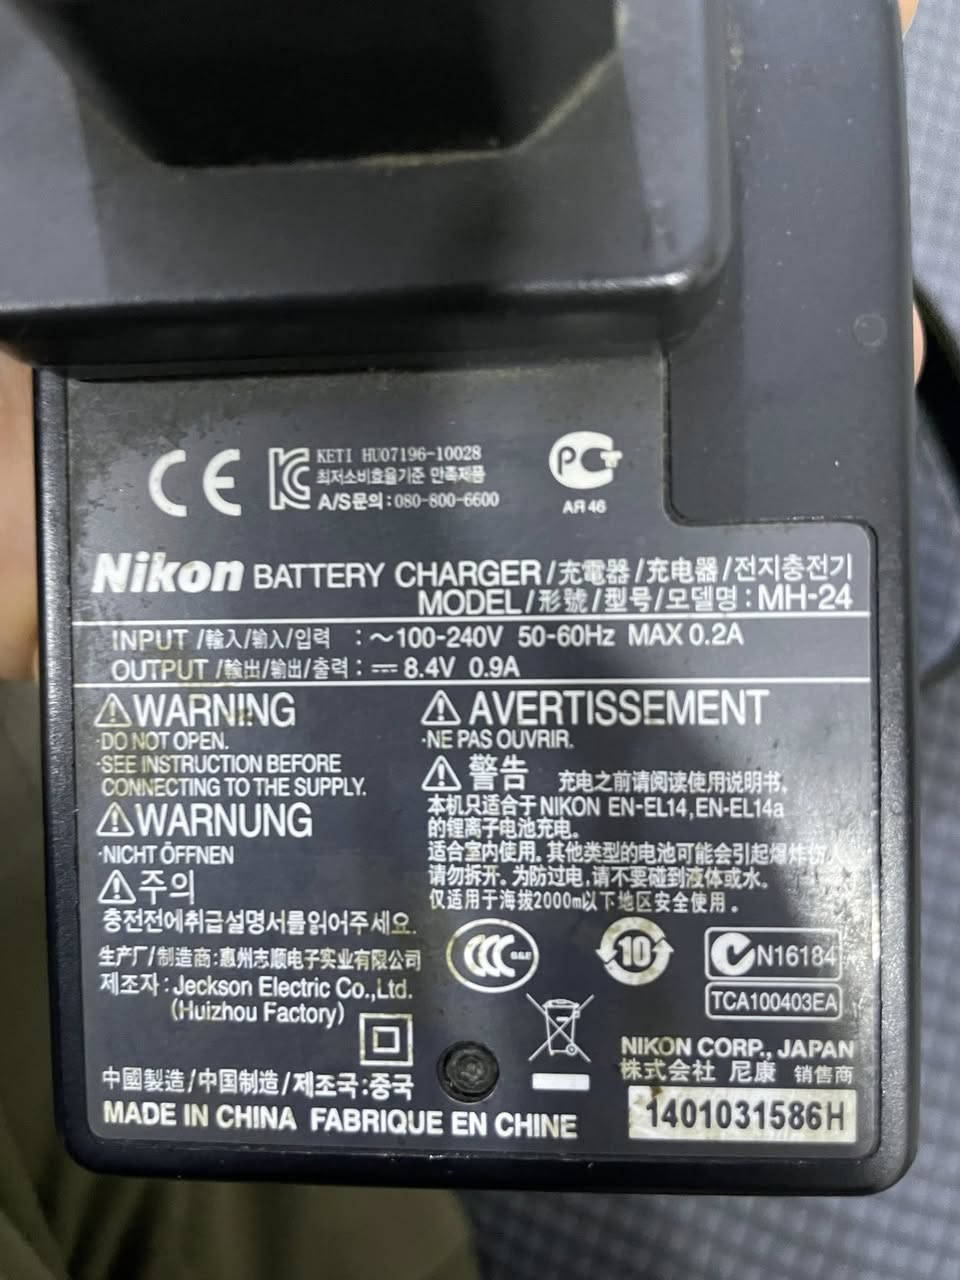 CE
KC KETI HU07196-10028
최저소비효율기준 만족제품
A/S문의:080-800-6600
АЯ 46
Nikon BATTERY CHARGER/充電器/充电器/전지충전기
MODEL/形號/型号/모델명:MH-24
INPUT /輸入/输入/입력 : ~100-240V 50-60Hz MAX 0.2A
OUTPUT /輸出/输出/출력 : ⎓ 8.4V 0.9A
⚠WARNING
·DO NOT OPEN.
·SEE INSTRUCTION BEFORE
CONNECTING TO THE SUPPLY.
⚠WARNUNG
·NICHT ÖFFNEN
⚠주의
충전전에취급설명서를읽어주세요.
⚠ AVERTISSEMENT
·NE PAS OUVRIR.
⚠ 警告 充电之前请阅读使用说明书。
本机只适合于NIKON EN-EL14,EN-EL14a
的锂离子电池充电。
适合室内使用。其他类型的电池可能会引起爆炸伤人
请勿拆开。为防过电,请不要碰到液体或水。
仅适用于海拔2000m以下地区安全使用。
生产厂/制造商:惠州志顺电子实业有限公司
제조자:Jeckson Electric Co.,Ltd.
(Huizhou Factory)
CCC S&E
10
N16184
TCA100403EA
NIKON CORP., JAPAN
株式会社 尼康 销售商
中國製造/中国制造/제조국:중국
MADE IN CHINA FABRIQUE EN CHINE
1401031586H